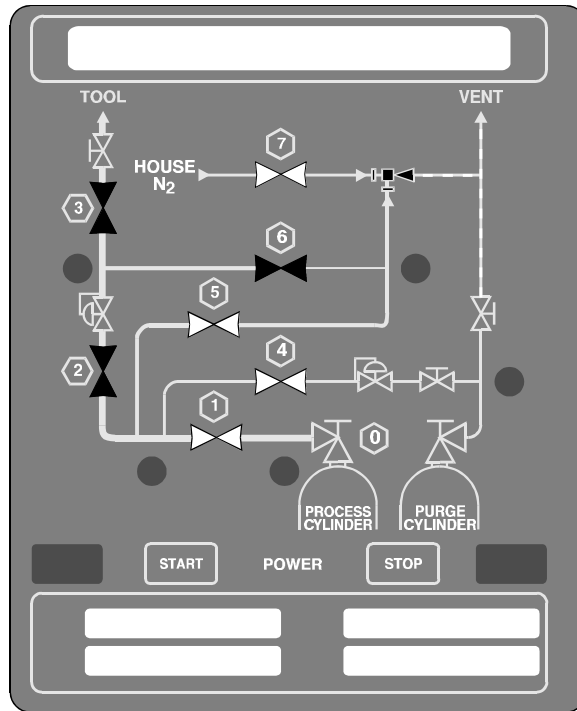 TOOL
VENT
7
HOUSE
N2
3
6
5
4
2
1
0
PROCESS
CYLINDER
PURGE
CYLINDER
START
POWER
STOP